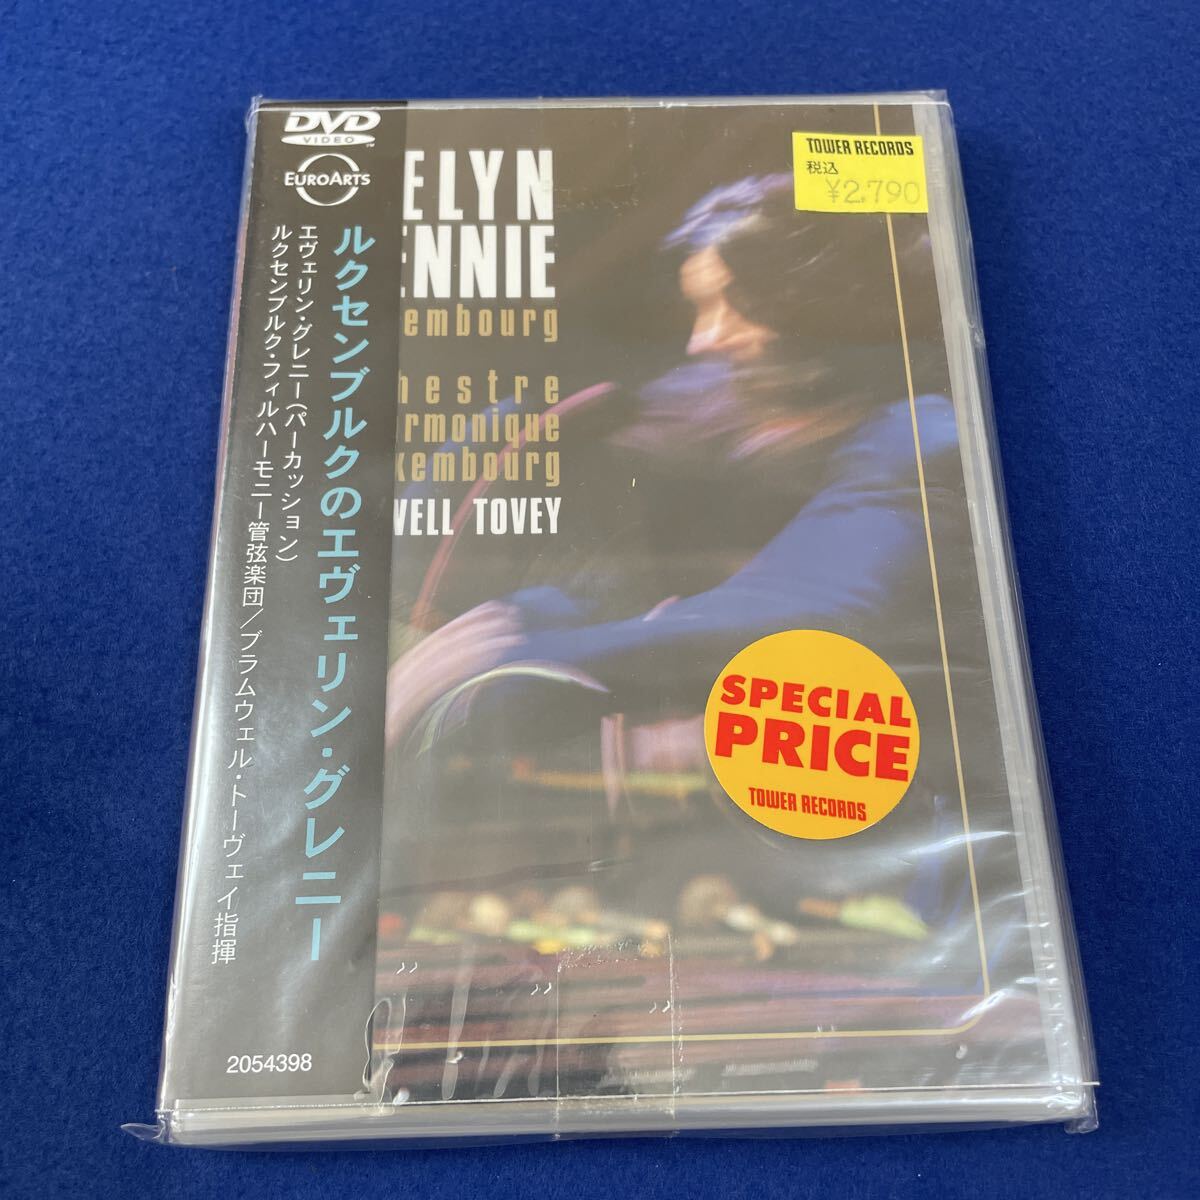 DVD
VIDEO
EUROARTS
ルクセンブルクのエヴェリン・グレニー
エヴェリン・グレニー(パーカッション)
ルクセンブルク・フィルハーモニー管弦楽団/ブラムウェル・トーヴェイ指揮
2054398
ELYN
ENNIE
embourg
hestre
rmonique
kembourg
WELL TOVEY
TOWER RECORDS
税込
¥2,790
SPECIAL
PRICE
TOWER RECORDS